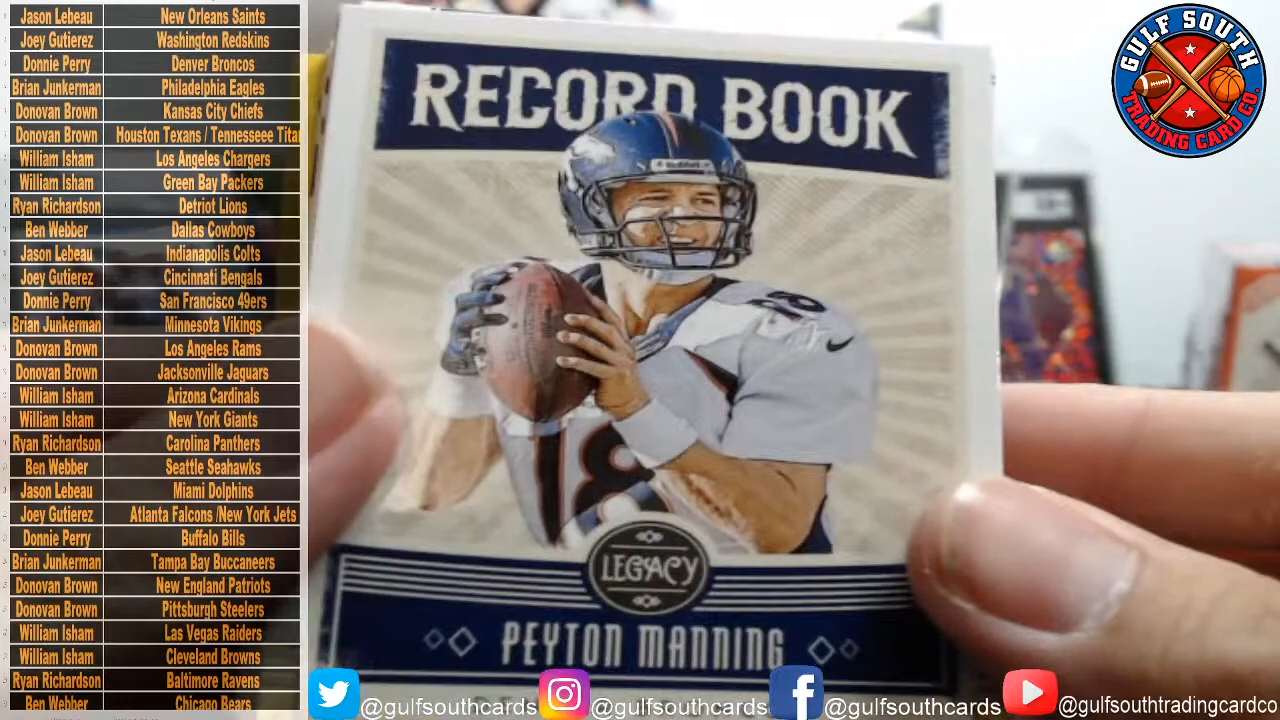 Jason Lebeau New Orleans Saints
Joey Gutierez Washington Redskins
Donnie Perry Denver Broncos
Brian Junkerman Philadelphia Eagles
Donovan Brown Kansas City Chiefs
Donovan Brown Houston Texans / Tennesseee Tita
William Isham Los Angeles Chargers
William Isham Green Bay Packers
Ryan Richardson Detriot Lions
Ben Webber Dallas Cowboys
Jason Lebeau Indianapolis Colts
Joey Gutierez Cincinnati Bengals
Donnie Perry San Francisco 49ers
Brian Junkerman Minnesota Vikings
Donovan Brown Los Angeles Rams
Donovan Brown Jacksonville Jaguars
William Isham Arizona Cardinals
William Isham New York Giants
Ryan Richardson Carolina Panthers
Ben Webber Seattle Seahawks
Jason Lebeau Miami Dolphins
Joey Gutierez Atlanta Falcons /New York Jets
Donnie Perry Buffalo Bills
Brian Junkerman Tampa Bay Buccaneers
Donovan Brown New England Patriots
Donovan Brown Pittsburgh Steelers
William Isham Las Vegas Raiders
William Isham Cleveland Browns
Ryan Richardson Baltimore Ravens
Ben Webber Chicago Bears
RECORD BOOK
Riddell
18
18
LEGACY
PEYTON MANNING
GULF SOUTH
TRADING CARD CO.
@gulfsouthcards @gulfsouthcards @gulfsouthcards @gulfsouthtradingcardco